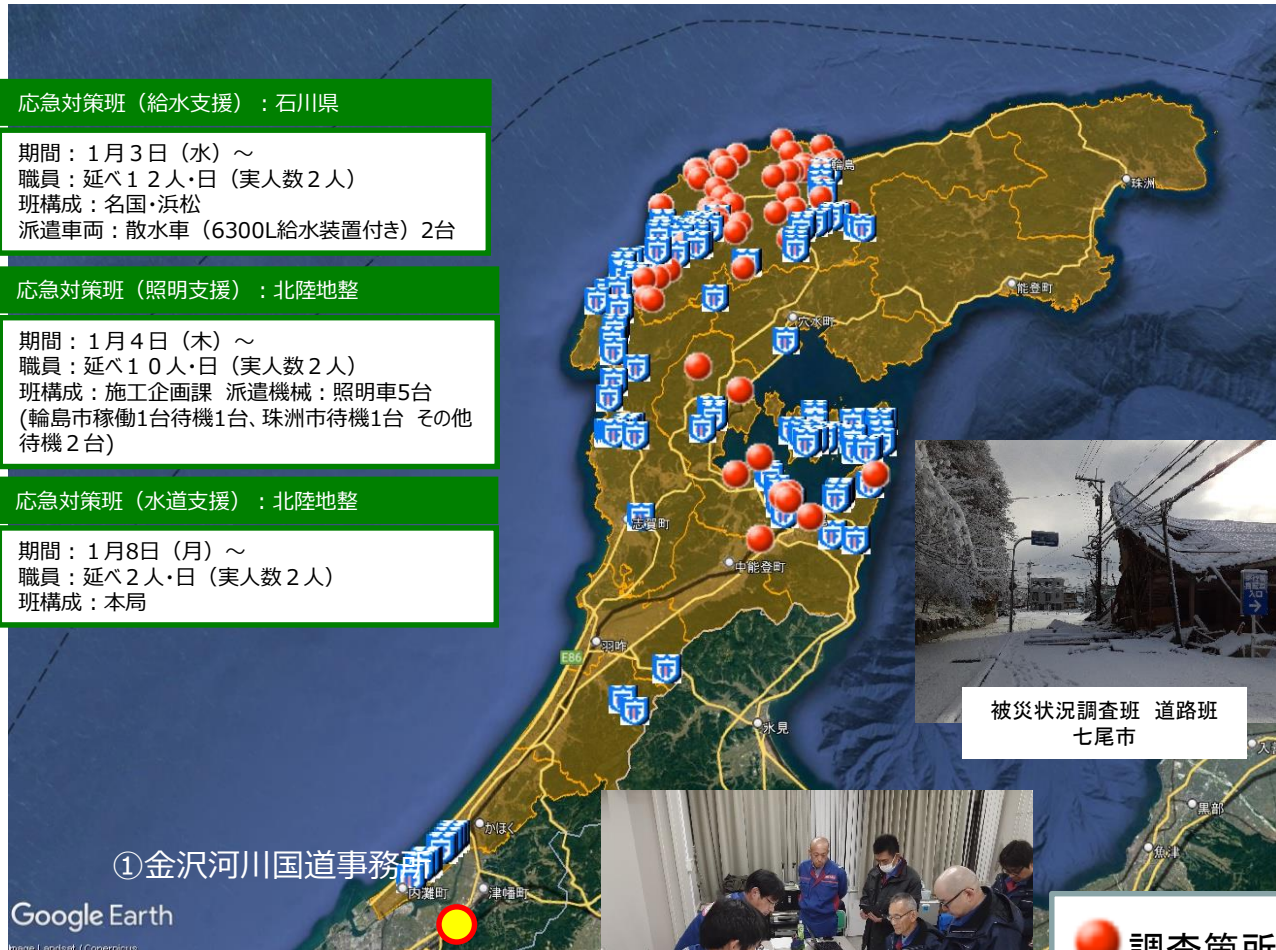 応急対策班（給水支援）：石川県
期間：１月３日（水）～
職員：延べ１２人・日（実人数２人）
班構成：名国・浜松
派遣車両：散水車（6300L給水装置付き）2台
応急対策班（照明支援）：北陸地整
期間：１月４日（木）～
職員：延べ１０人・日（実人数２人）
班構成：施工企画課 派遣機械：照明車5台
(輪島市稼働1台待機1台、珠洲市待機1台 その他
待機２台)
応急対策班（水道支援）：北陸地整
期間：１月8日（月）～
職員：延べ２人・日（実人数２人）
班構成：本局
輪島
珠洲
能登町
穴水町
志賀町
中能登町
羽咋
E86
氷見
被災状況調査班 道路班
七尾市
入口
黒部
魚津
かほく
①金沢河川国道事務所
内灘町
津幡町
Google Earth
Image Landsat / Copernicus
調査箇所